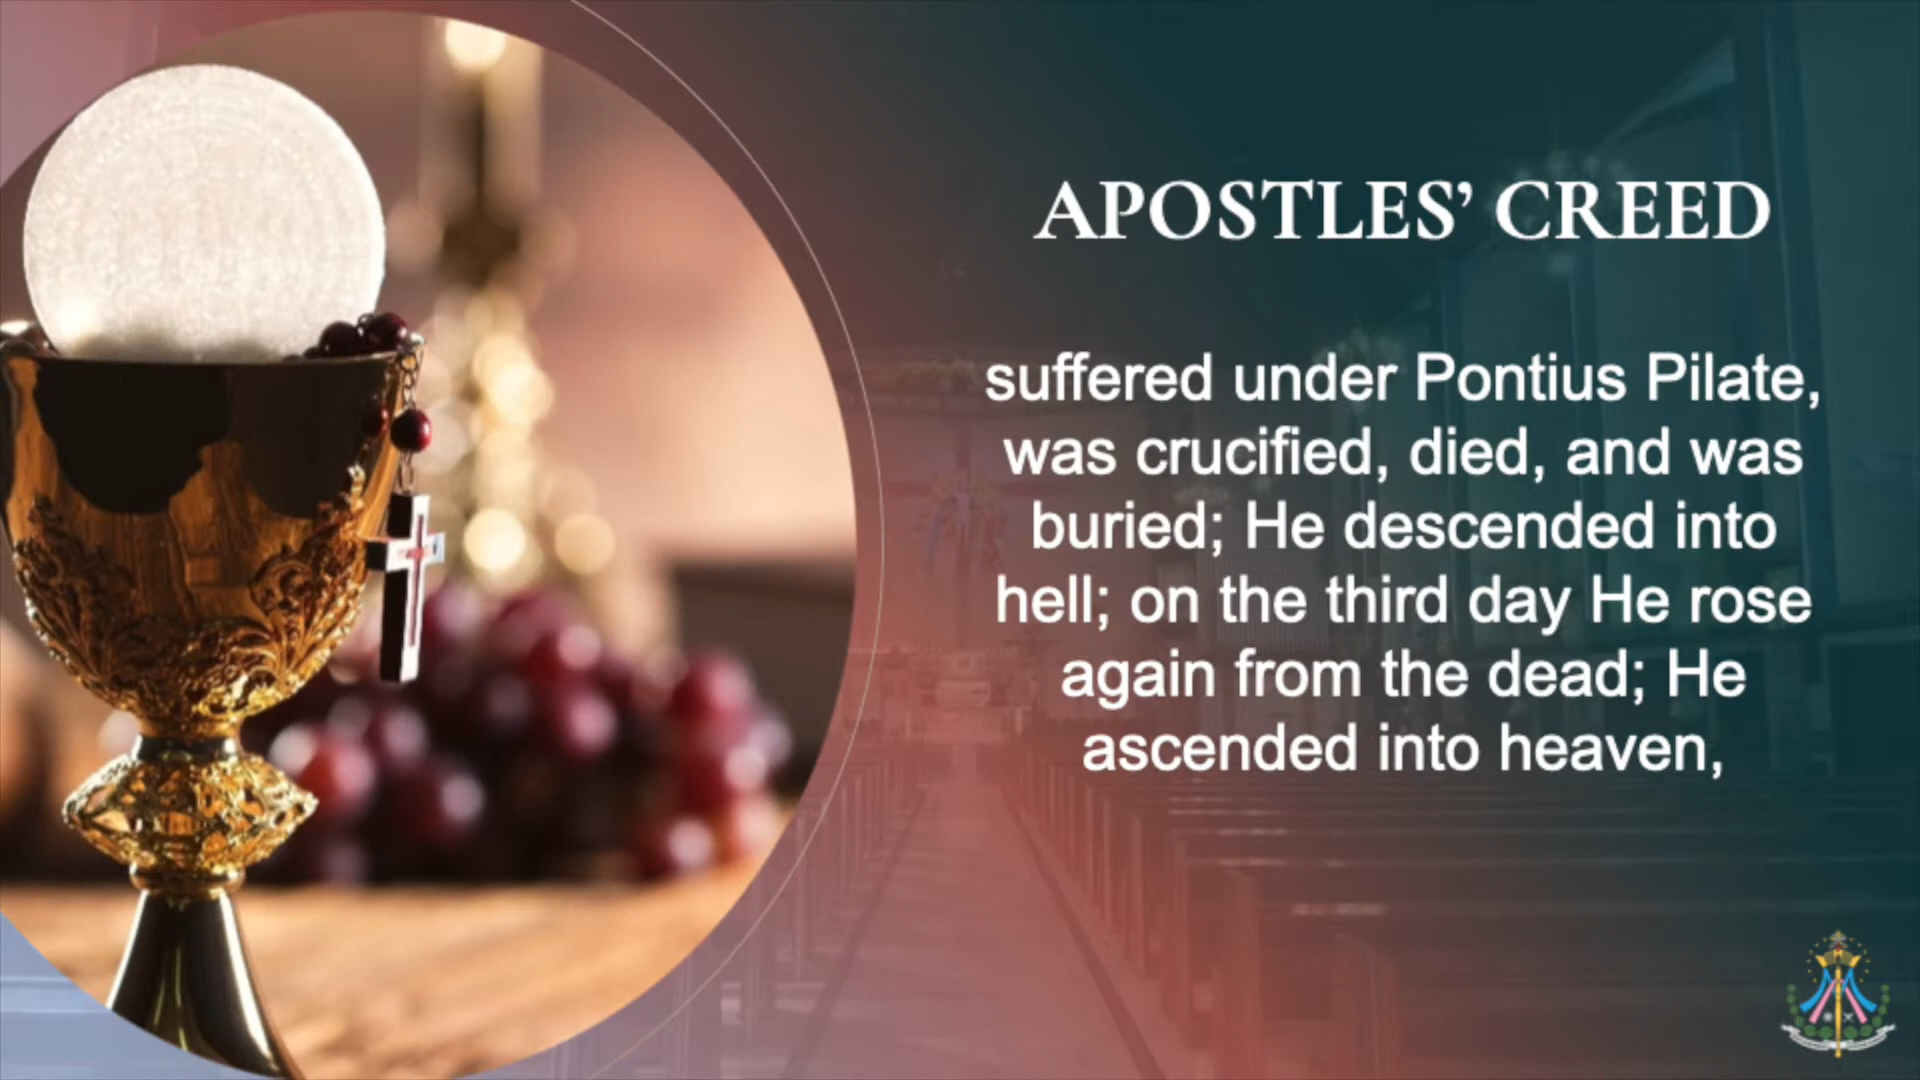 APOSTLES’ CREED
suffered under Pontius Pilate,
was crucified, died, and was
buried; He descended into
hell; on the third day He rose
again from the dead; He
ascended into heaven,